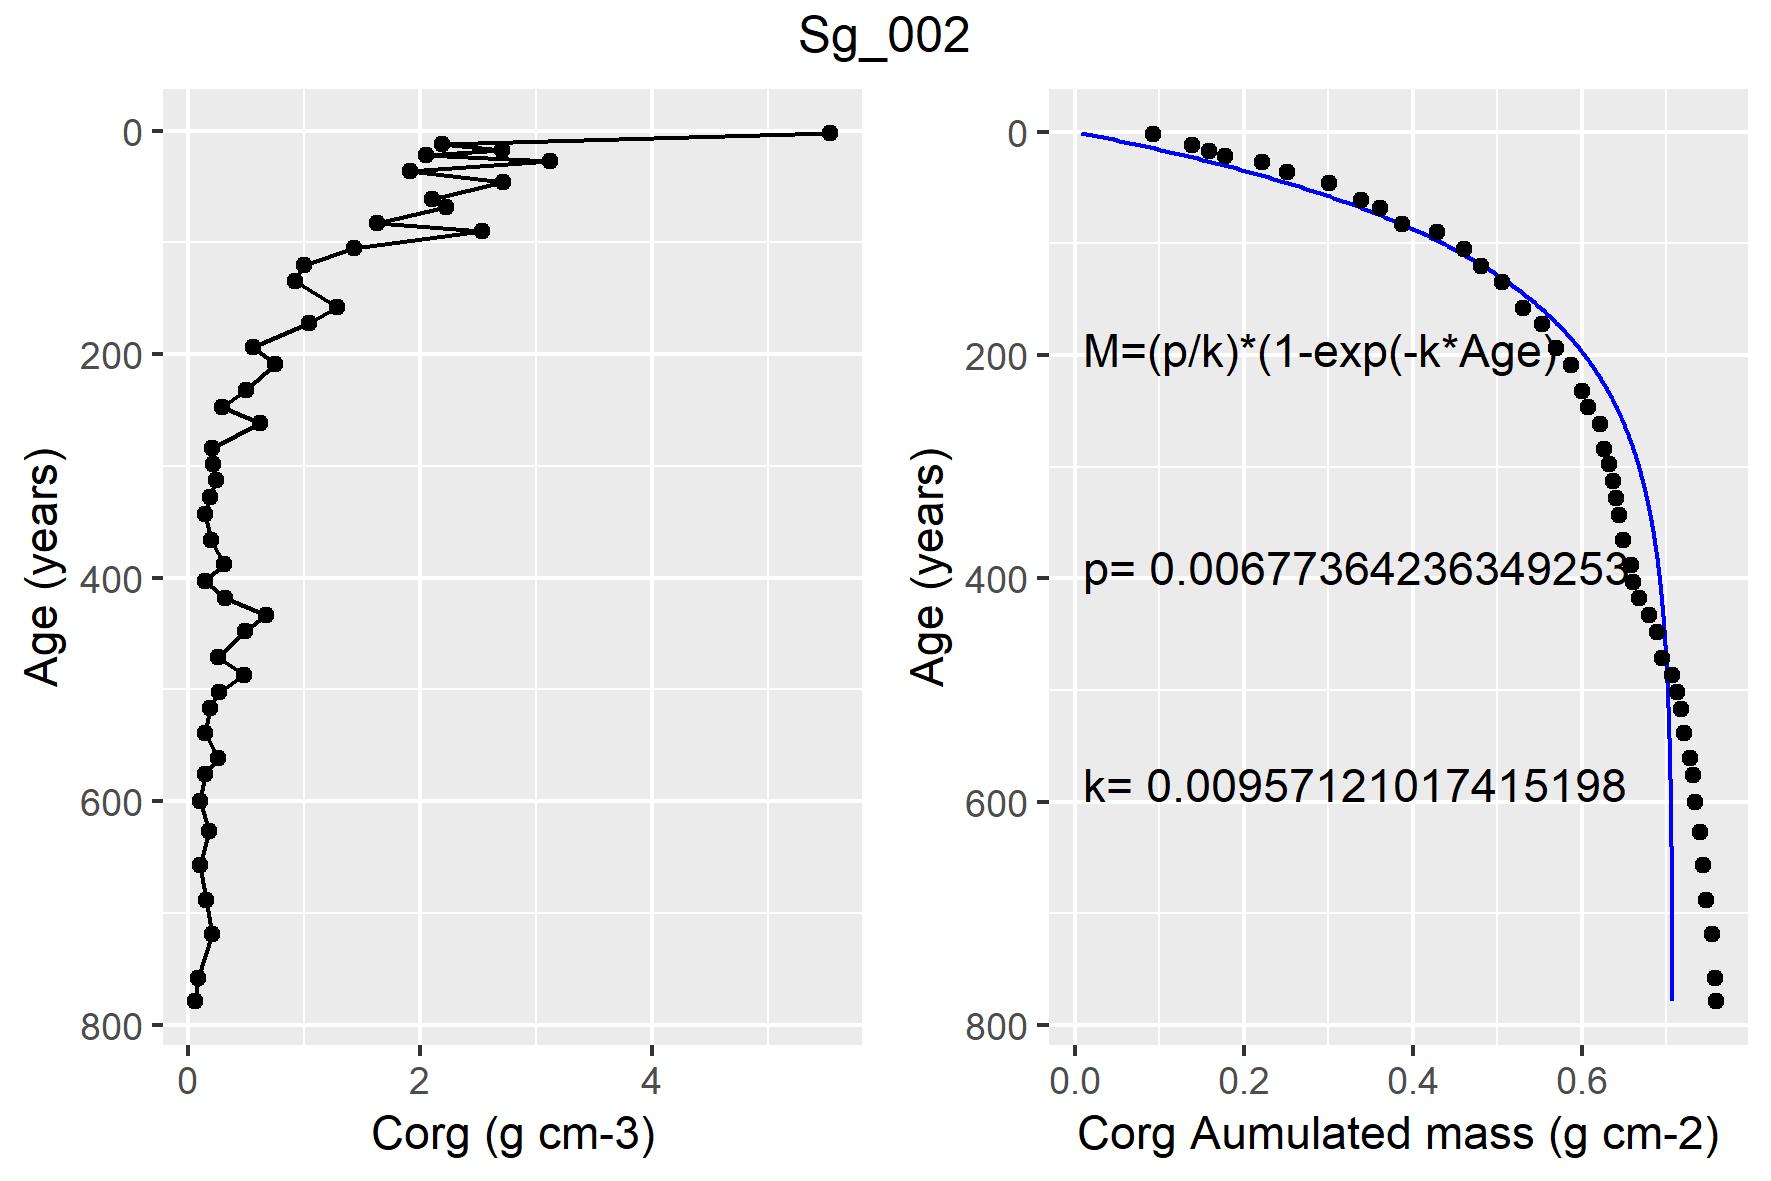 Sg_002
Age (years)
0
200
400
600
800
0
2
4
Corg (g cm-3)
Age (years)
0
200
400
600
800
M=(p/k)*(1-exp(-k*Age)
p= 0.00677364236349253
k= 0.00957121017415198
0.0
0.2
0.4
0.6
Corg Aumulated mass (g cm-2)